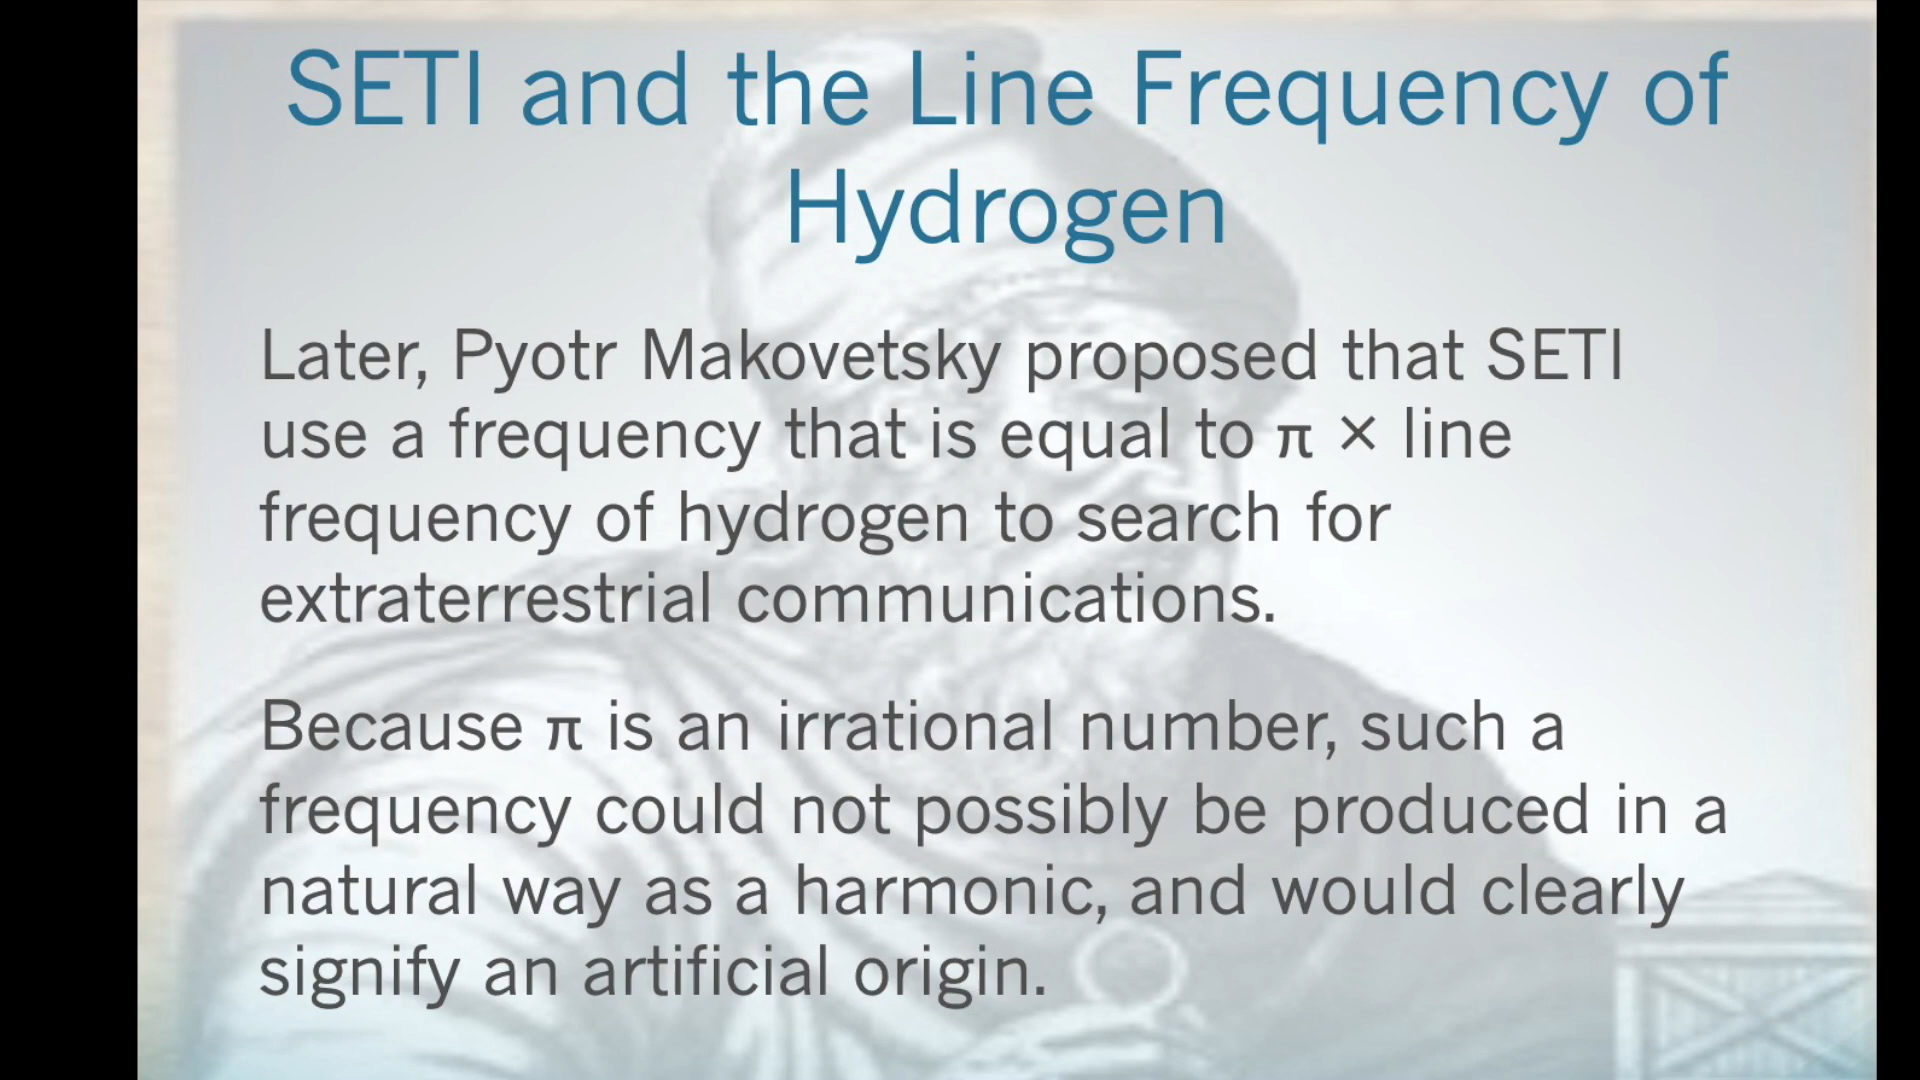 SETI and the Line Frequency of
Hydrogen
Later, Pyotr Makovetsky proposed that SETI
use a frequency that is equal to π × line
frequency of hydrogen to search for
extraterrestrial communications.
Because π is an irrational number, such a
frequency could not possibly be produced in a
natural way as a harmonic, and would clearly
signify an artificial origin.